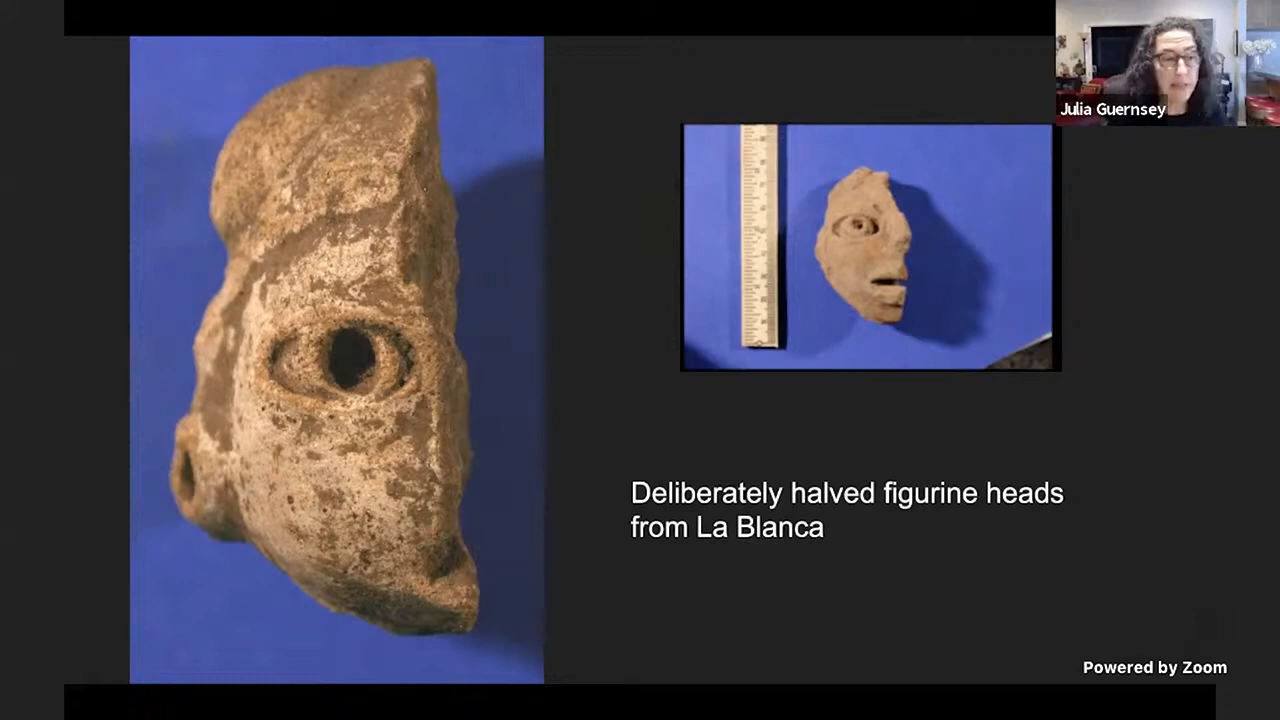 Julia Guernsey
Deliberately halved figurine heads
from La Blanca
Powered by Zoom